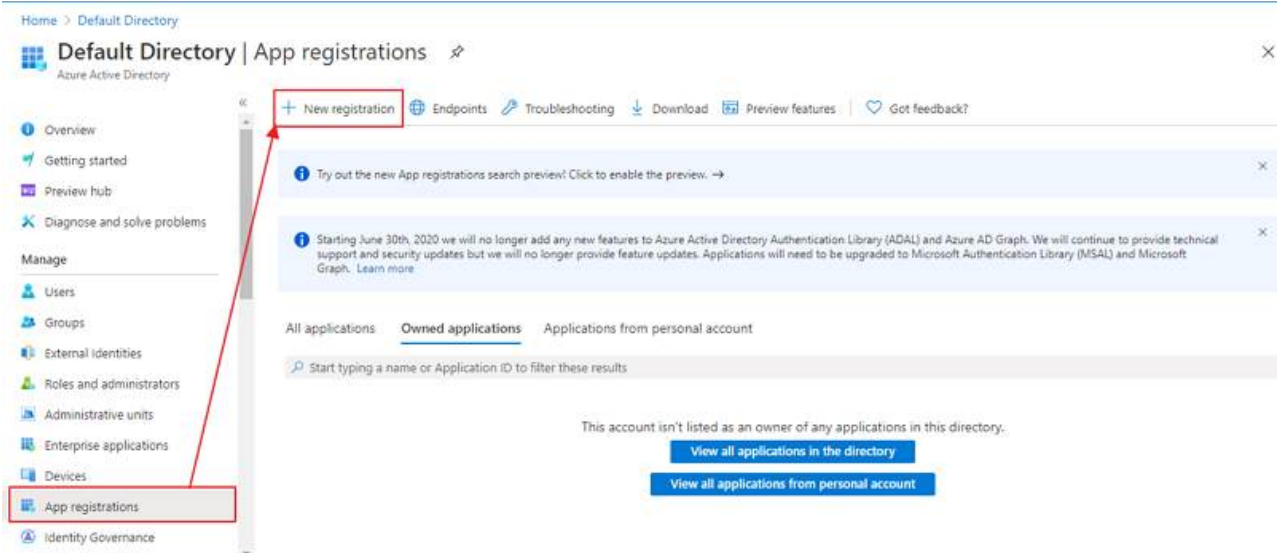 Home > Default Directory
Default Directory | App registrations
Azure Active Directory
New registration Endpoints Troubleshooting Download Preview features Got feedback?
Overview
Getting started
Preview hub
Diagnose and solve problems
Manage
Users
Groups
External Identities
Roles and administrators
Administrative units
Enterprise applications
Devices
App registrations
Identity Governance
Try out the new App registrations search preview! Click to enable the preview. →
Starting June 30th, 2020 we will no longer add any new features to Azure Active Directory Authentication Library (ADAL) and Azure AD Graph. We will continue to provide technical
support and security updates but we will no longer provide feature updates. Applications will need to be upgraded to Microsoft Authentication Library (MSAL) and Microsoft
Graph. Learn more
All applications Owned applications Applications from personal account
Start typing a name or Application ID to filter these results
This account isn't listed as an owner of any applications in this directory.
View all applications in the directory
View all applications from personal account